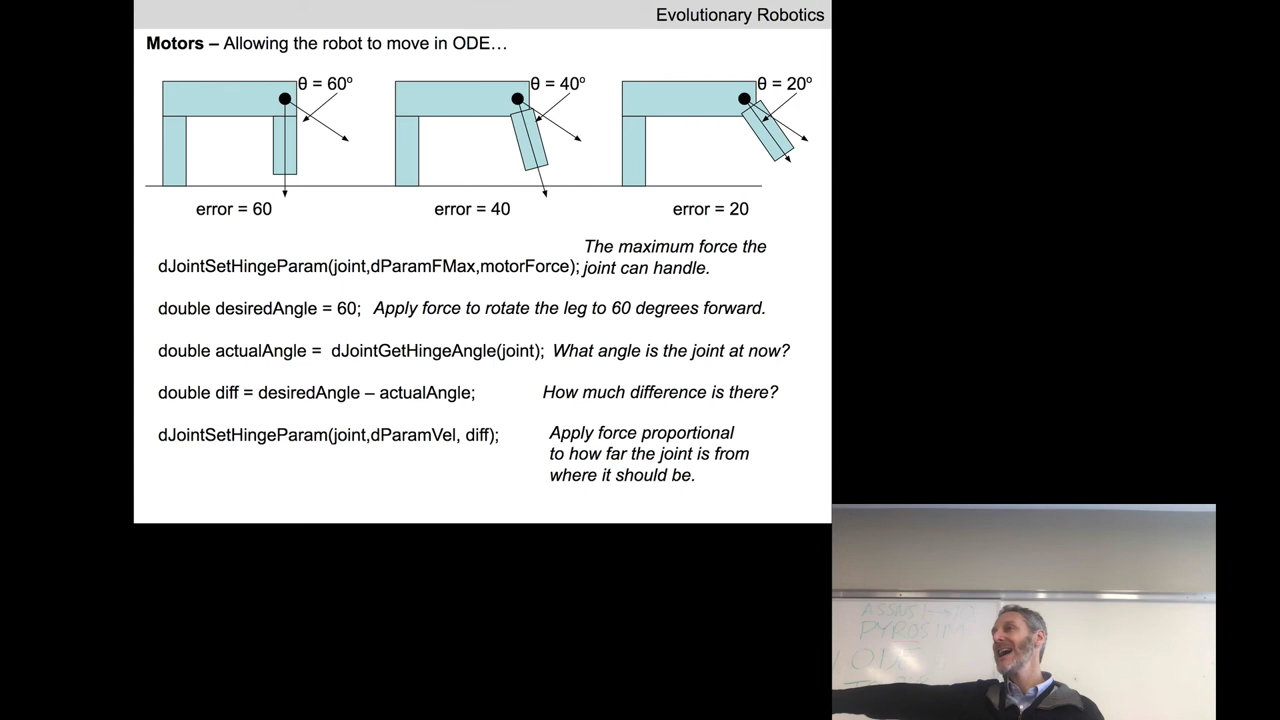 Evolutionary Robotics
Motors – Allowing the robot to move in ODE…
θ = 60º
θ = 40º
θ = 20º
error = 60
error = 40
error = 20
dJointSetHingeParam(joint,dParamFMax,motorForce);
The maximum force the
joint can handle.
double desiredAngle = 60; Apply force to rotate the leg to 60 degrees forward.
double actualAngle = dJointGetHingeAngle(joint); What angle is the joint at now?
double diff = desiredAngle – actualAngle; How much difference is there?
dJointSetHingeParam(joint,dParamVel, diff);
Apply force proportional
to how far the joint is from
where it should be.
PYROSIM
ODE